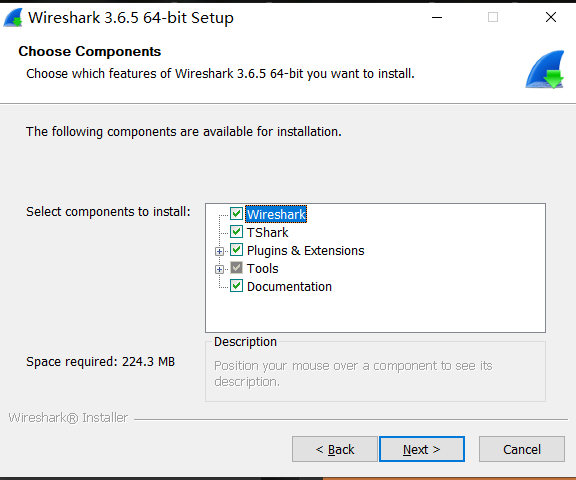 Wireshark 3.6.5 64-bit Setup
Choose Components
Choose which features of Wireshark 3.6.5 64-bit you want to install.
The following components are available for installation.
Select components to install:
Wireshark
TShark
Plugins & Extensions
Tools
Documentation
Space required: 224.3 MB
Description
Position your mouse over a component to see its
description.
Wireshark® Installer
< Back
Next >
Cancel